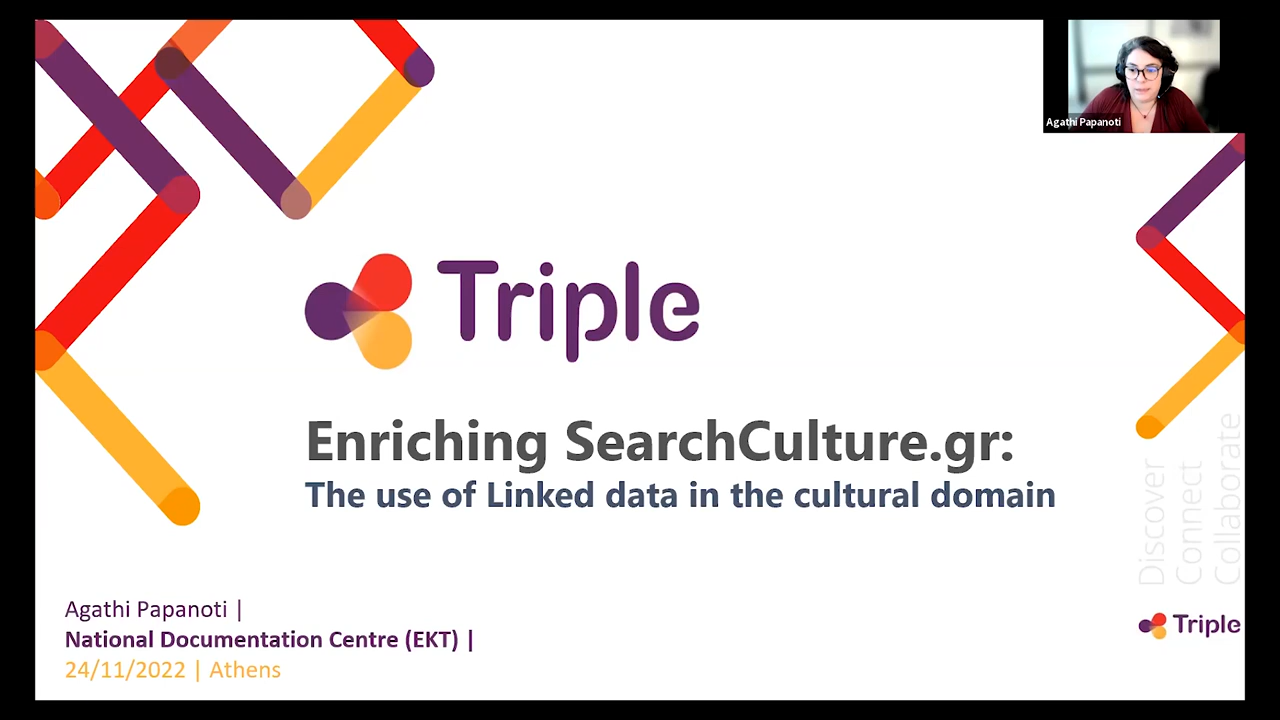 Agathi Papanoti
Triple
Enriching SearchCulture.gr:
The use of Linked data in the cultural domain
Discover
Connect
Collaborate
Agathi Papanoti |
National Documentation Centre (EKT) |
24/11/2022 | Athens
Triple